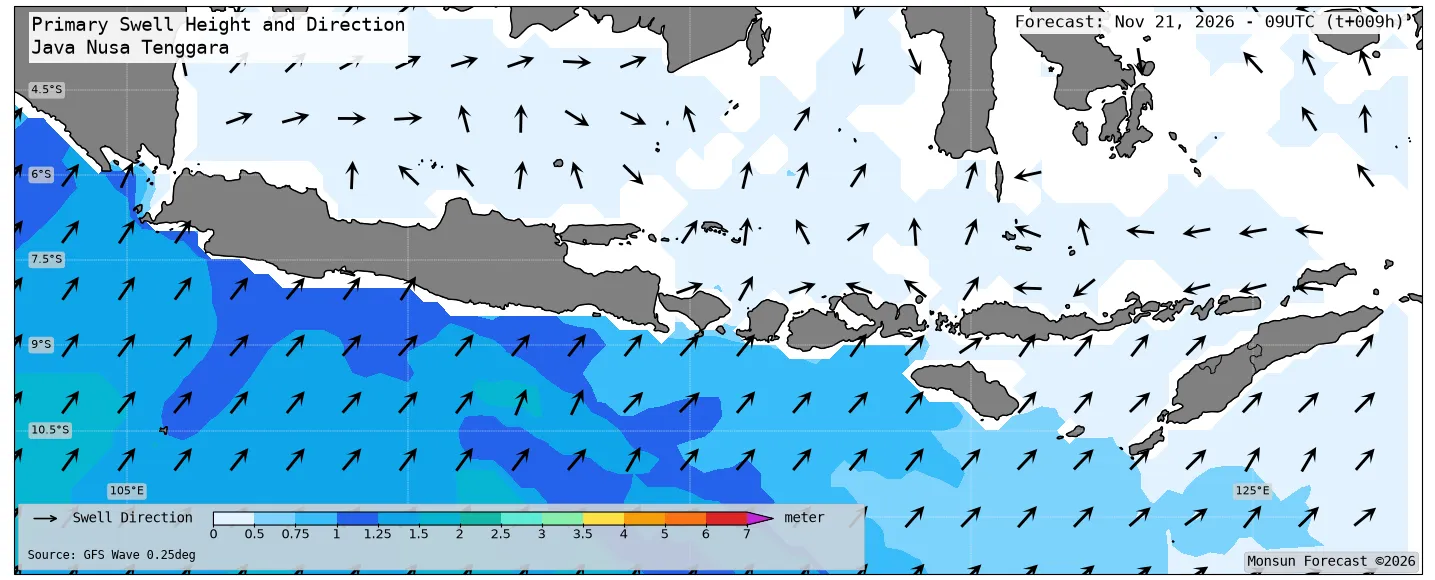 Primary Swell Height and Direction
Java Nusa Tenggara
Forecast: Nov 21, 2026 - 09UTC (t+009h)
4.5°S
6°S
7.5°S
9°S
10.5°S
105°E
125°E
Swell Direction
0 0.5 0.75 1 1.25 1.5 2 2.5 3 3.5 4 5 6 7
meter
Source: GFS Wave 0.25deg
Monsun Forecast ©2026